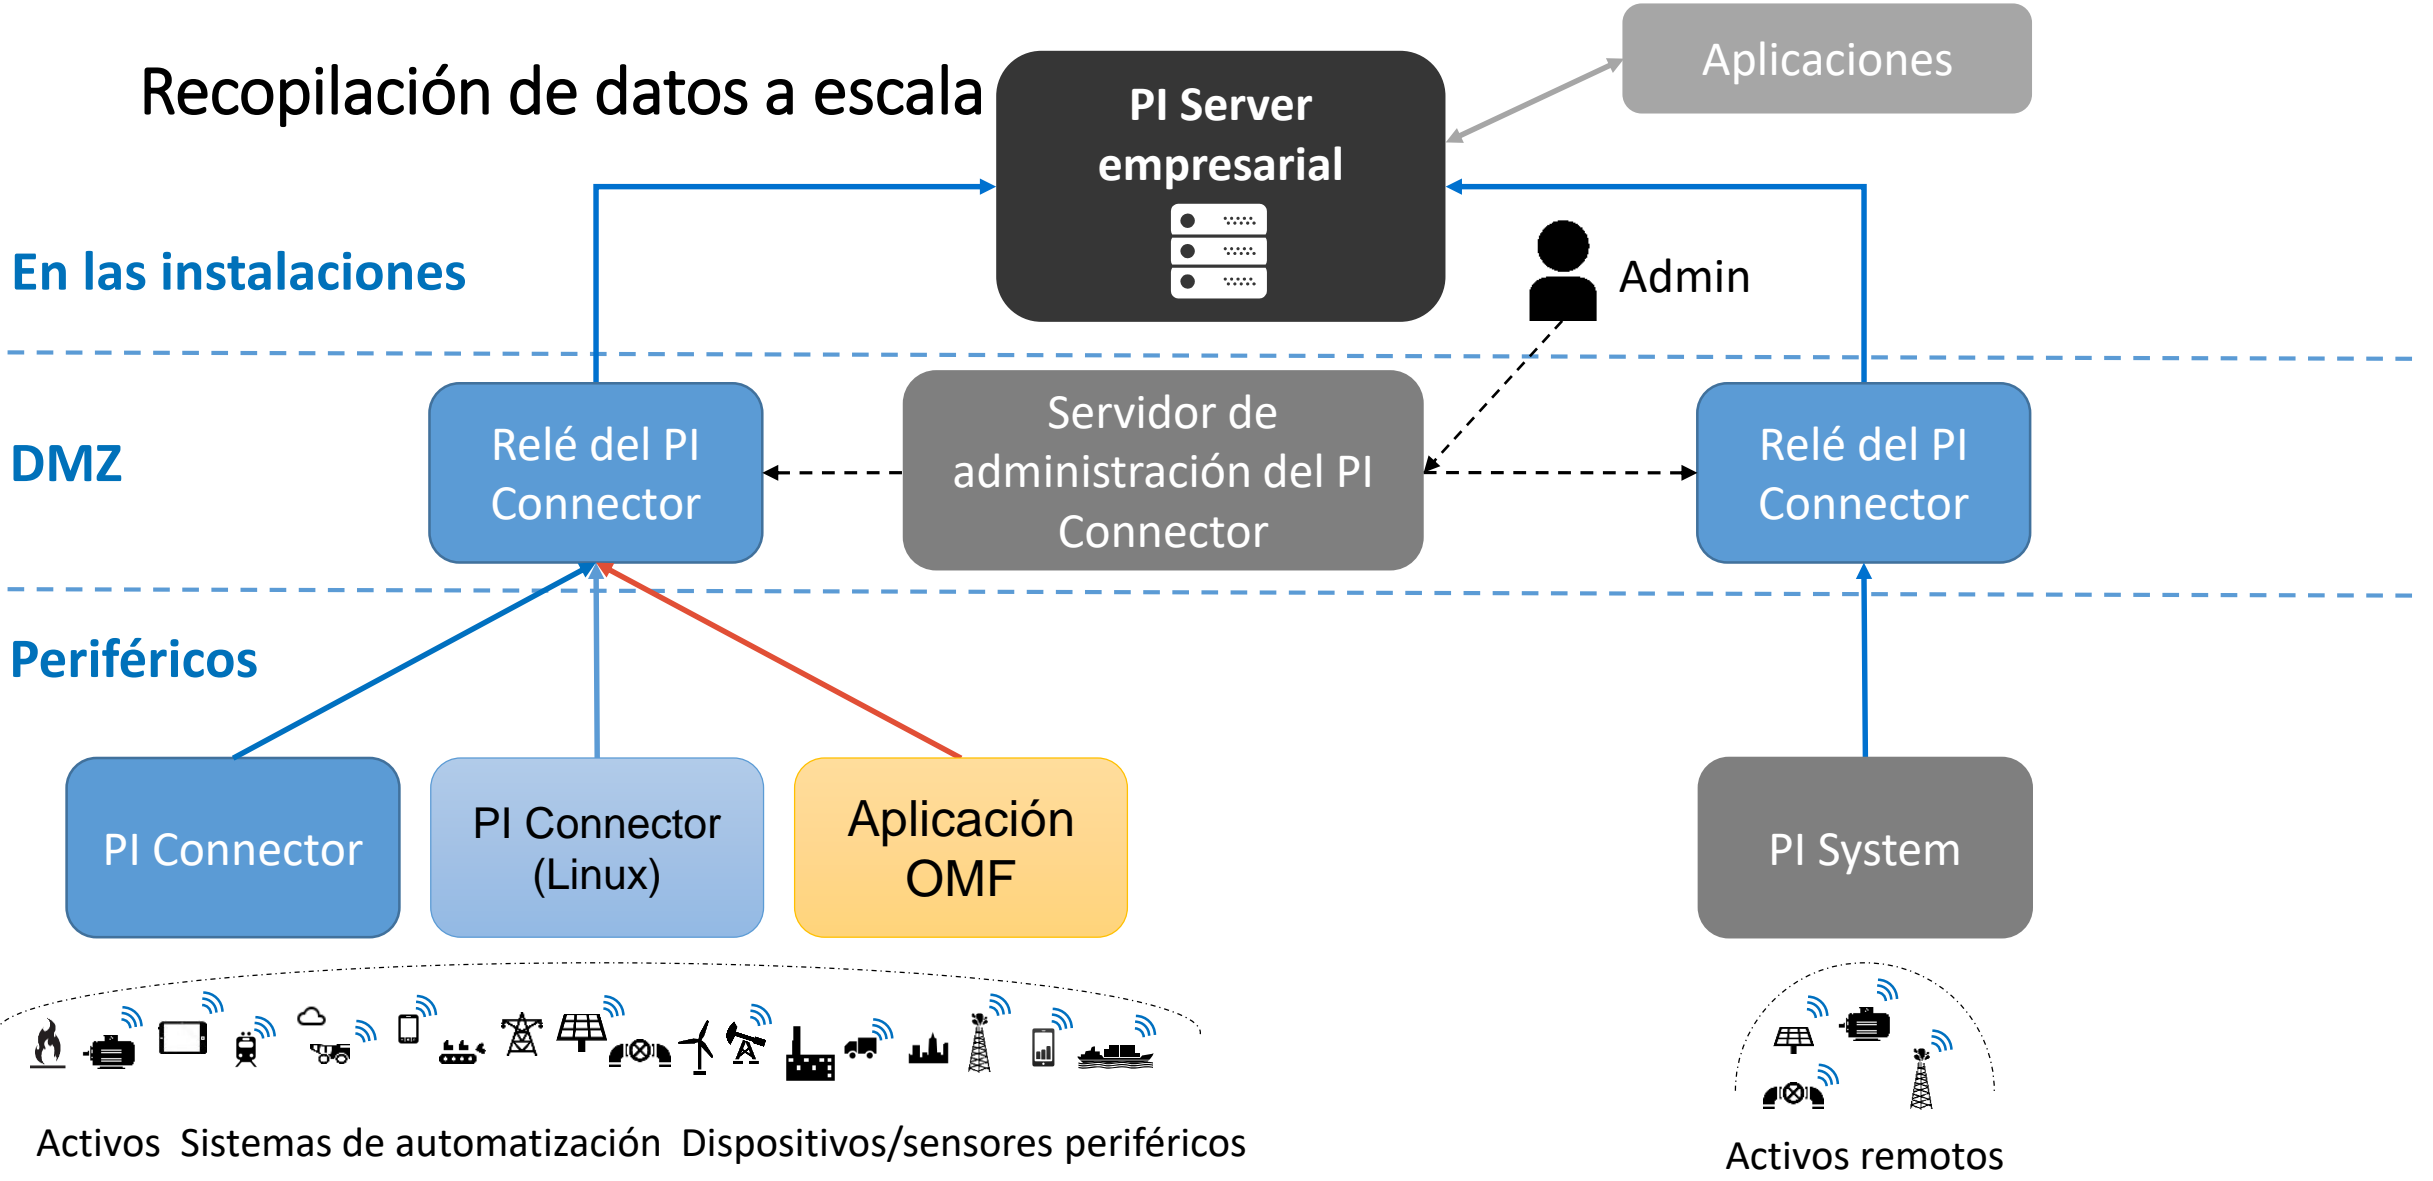 Recopilación de datos a escala
PI Server
empresarial
Aplicaciones
En las instalaciones
Admin
DMZ
Relé del PI
Connector
Servidor de
administración del PI
Connector
Relé del PI
Connector
Periféricos
PI Connector
PI Connector
(Linux)
Aplicación
OMF
PI System
Activos  Sistemas de automatización  Dispositivos/sensores periféricos
Activos remotos